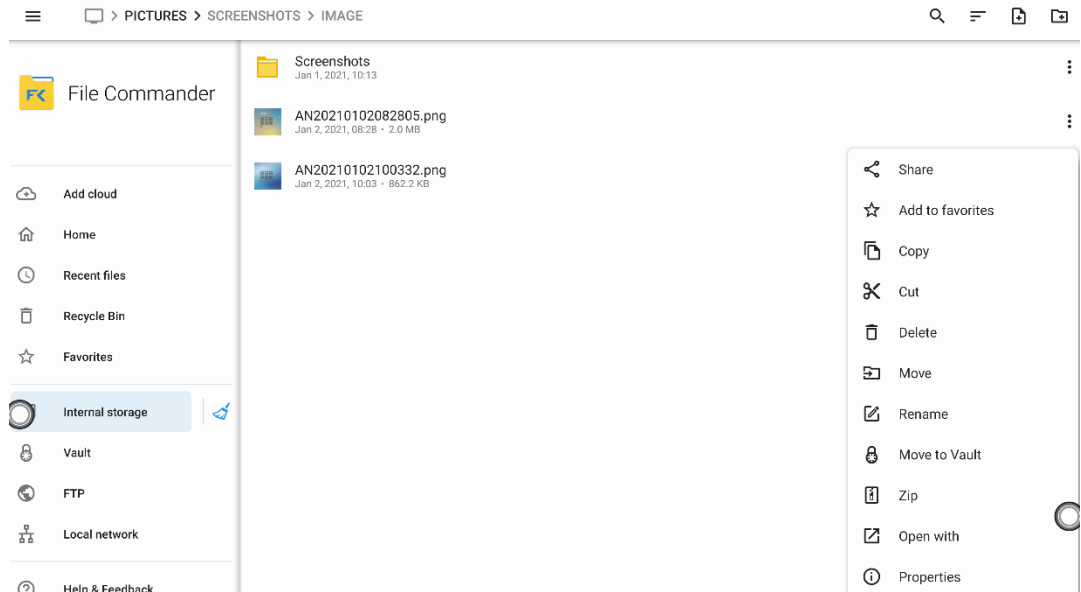 PICTURES > SCREENSHOTS > IMAGE
FK
File Commander
Add cloud
Home
Recent files
Recycle Bin
Favorites
Internal storage
Vault
FTP
Local network
Help & Feedback
Screenshots
Jan 1, 2021, 10:13
AN20210102082805.png
Jan 2, 2021, 08:28 • 2.0 MB
AN20210102100332.png
Jan 2, 2021, 10:03 • 862.2 KB
Share
Add to favorites
Copy
Cut
Delete
Move
Rename
Move to Vault
Zip
Open with
Properties